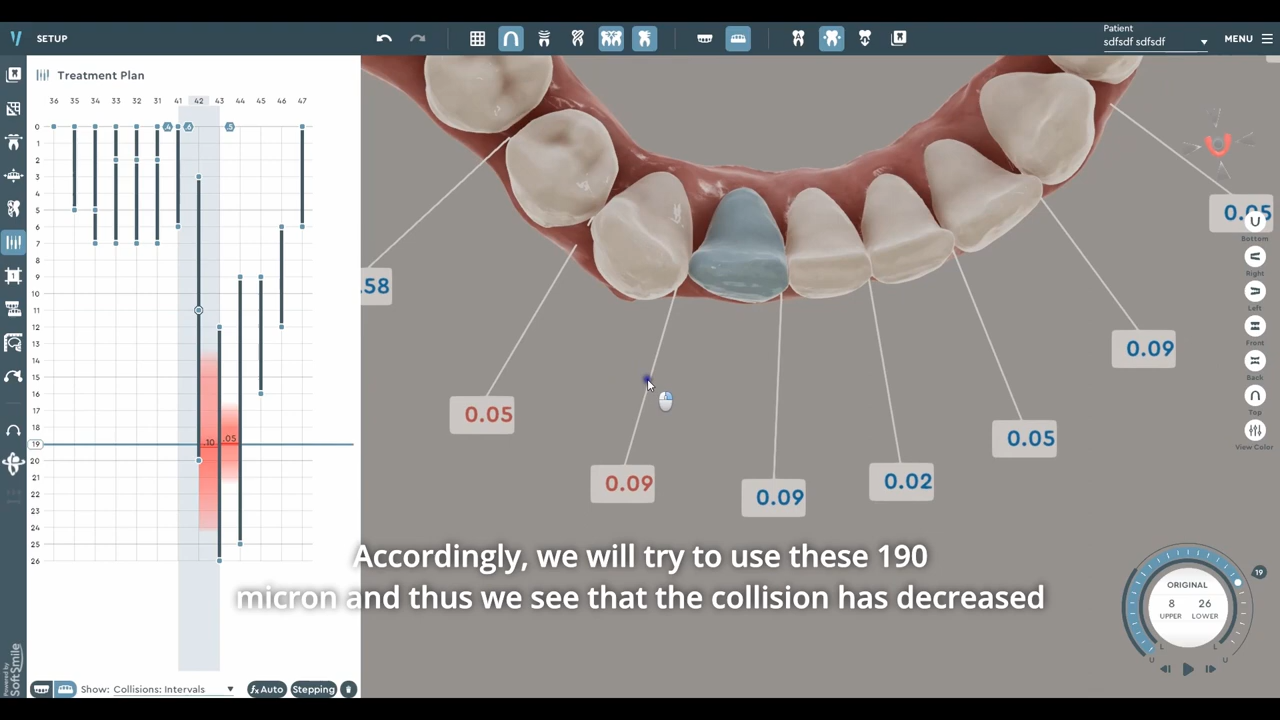 SETUP
Patient
sdfsdf sdfsdf
MENU
Treatment Plan
36 35 34 33 32 31 41 42 43 44 45 46 47
0
1
2
3
4
5
6
7
8
9
10
11
12
13
14
15
16
17
18
19
20
21
22
23
24
25
26
.10 .05
.58
0.05
0.09
0.09
0.02
0.05
0.09
0.05
Bottom
Right
Left
Front
Back
Top
View Color
Accordingly, we will try to use these 190
micron and thus we see that the collision has decreased
19
ORIGINAL
8 26
UPPER LOWER
L L
U U
Show: Collisions: Intervals
fx Auto
Stepping
Powered by
SoftSmile